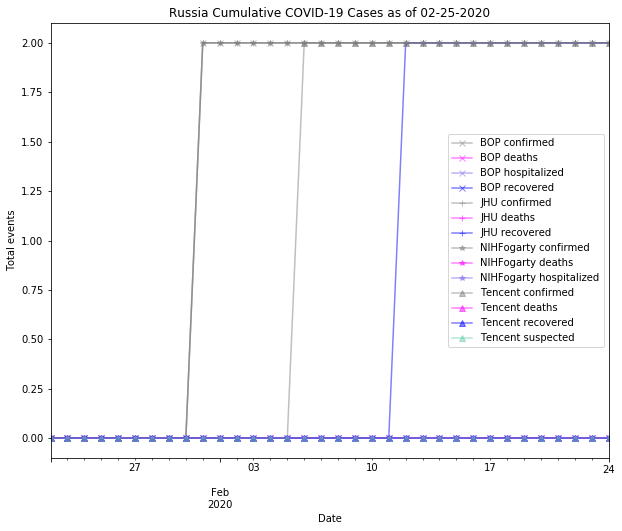 Russia Cumulative COVID-19 Cases as of 02-25-2020
2.00
1.75
1.50
1.25
1.00
0.75
0.50
0.25
0.00
Total events
BOP confirmed
BOP deaths
BOP hospitalized
BOP recovered
JHU confirmed
JHU deaths
JHU recovered
NIHFogarty confirmed
NIHFogarty deaths
NIHFogarty hospitalized
Tencent confirmed
Tencent deaths
Tencent recovered
Tencent suspected
27 03 10 17 24
Feb
2020
Date